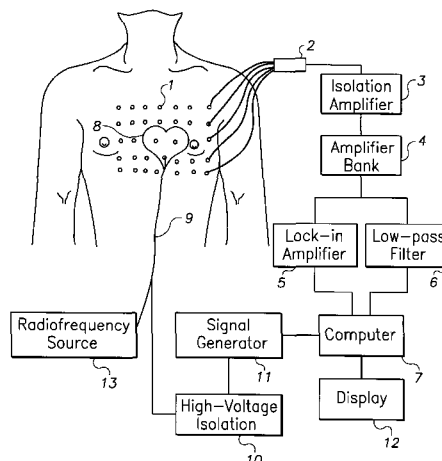 1
2
Isolation
Amplifier
3
8
Amplifier
Bank
4
9
Lock-in
Amplifier
5
Low-pass
Filter
6
Radiofrequency
Source
13
Signal
Generator
11
Computer
7
High-Voltage
Isolation
10
Display
12